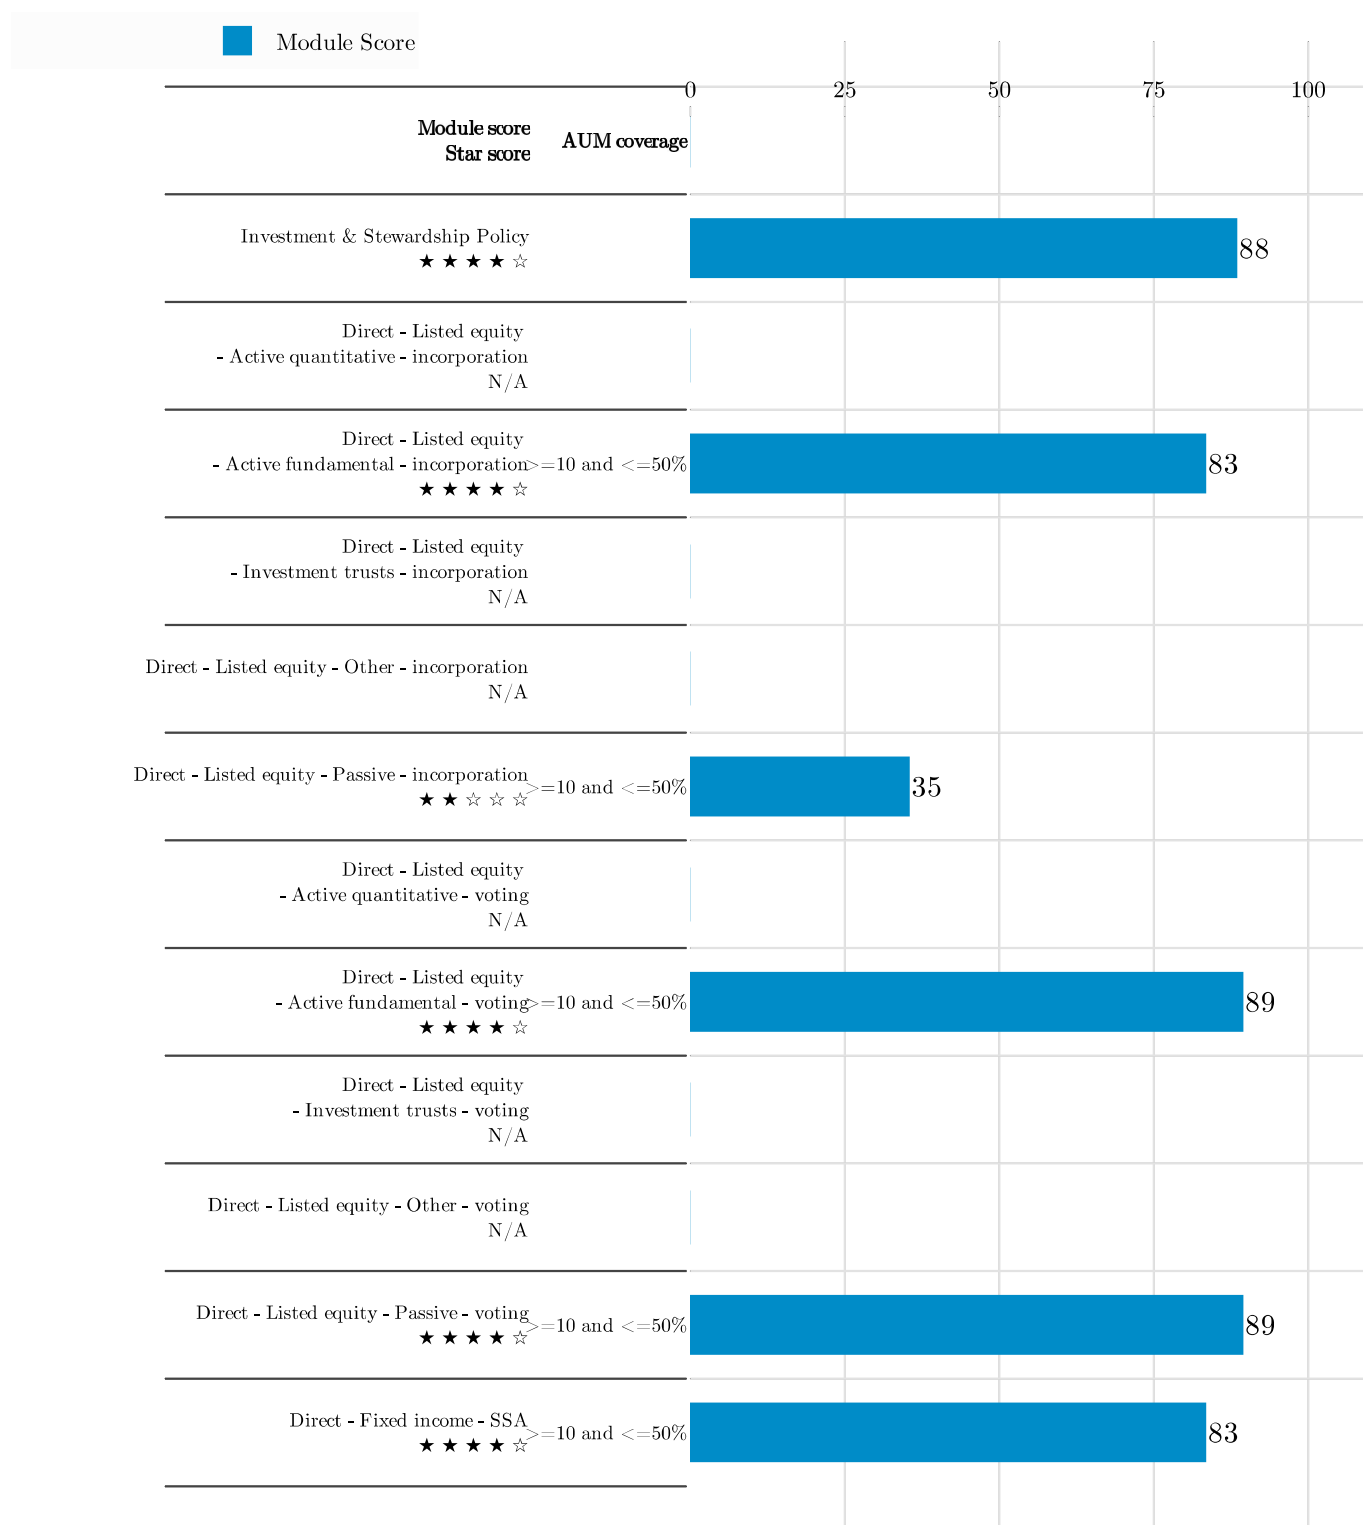 Module Score
0 25 50 75 100
Module score
Star score
AUM coverage
Investment & Stewardship Policy
★ ★ ★ ★ ☆
88
Direct - Listed equity
- Active quantitative - incorporation
N/A
Direct - Listed equity
- Active fundamental - incorporation
★ ★ ★ ★ ☆
>=10 and <=50%
83
Direct - Listed equity
- Investment trusts - incorporation
N/A
Direct - Listed equity - Other - incorporation
N/A
Direct - Listed equity - Passive - incorporation
★ ★ ☆ ☆ ☆
>=10 and <=50%
35
Direct - Listed equity
- Active quantitative - voting
N/A
Direct - Listed equity
- Active fundamental - voting
★ ★ ★ ★ ☆
>=10 and <=50%
89
Direct - Listed equity
- Investment trusts - voting
N/A
Direct - Listed equity - Other - voting
N/A
Direct - Listed equity - Passive - voting
★ ★ ★ ★ ☆
>=10 and <=50%
89
Direct - Fixed income - SSA
★ ★ ★ ★ ☆
>=10 and <=50%
83